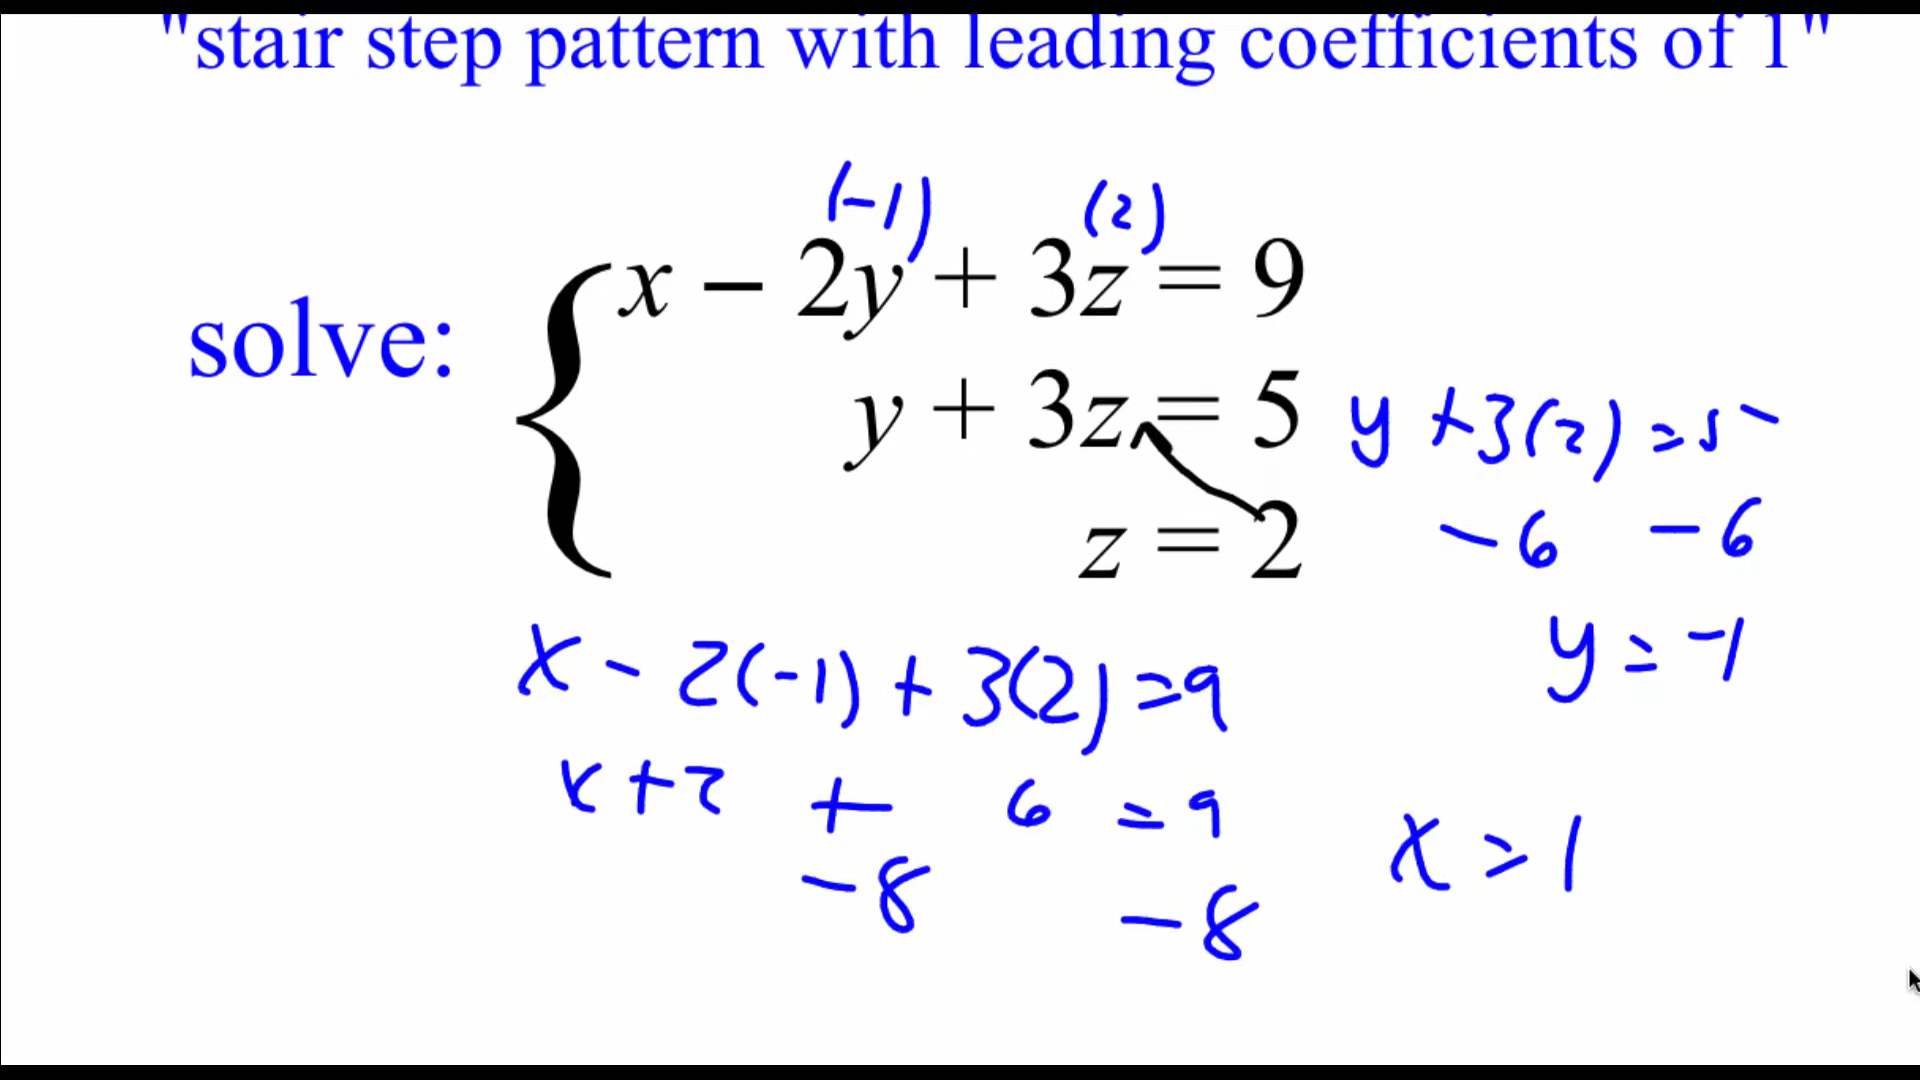 "stair step pattern with leading coefficients of 1"
(-1) (2)
x − 2y + 3z = 9
solve:
y + 3z = 5
y + 3(2) = 5
z = 2
- 6 - 6
y = -1
x - 2(-1) + 3(2) = 9
x + 2 + 6 = 9
x = 1
- 8 - 8